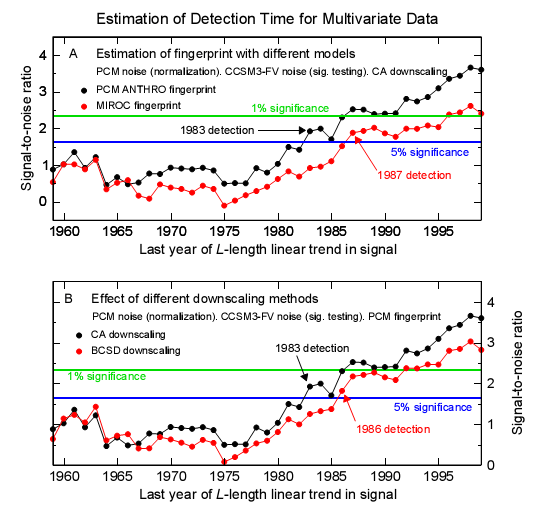 Estimation of Detection Time for Multivariate Data
A Estimation of fingerprint with different models
PCM noise (normalization). CCSM3-FV noise (sig. testing). CA downscaling
PCM ANTHRO fingerprint
MIROC fingerprint
1% significance
1983 detection
5% significance
1987 detection
Signal-to-noise ratio
4
3
2
1
0
1960 1965 1970 1975 1980 1985 1990 1995
Last year of L-length linear trend in signal
B Effect of different downscaling methods
PCM noise (normalization). CCSM3-FV noise (sig. testing). PCM fingerprint
CA downscaling
BCSD downscaling
1983 detection
1% significance
5% significance
1986 detection
4
3
2
1
0
Signal-to-noise ratio
1960 1965 1970 1975 1980 1985 1990 1995
Last year of L-length linear trend in signal